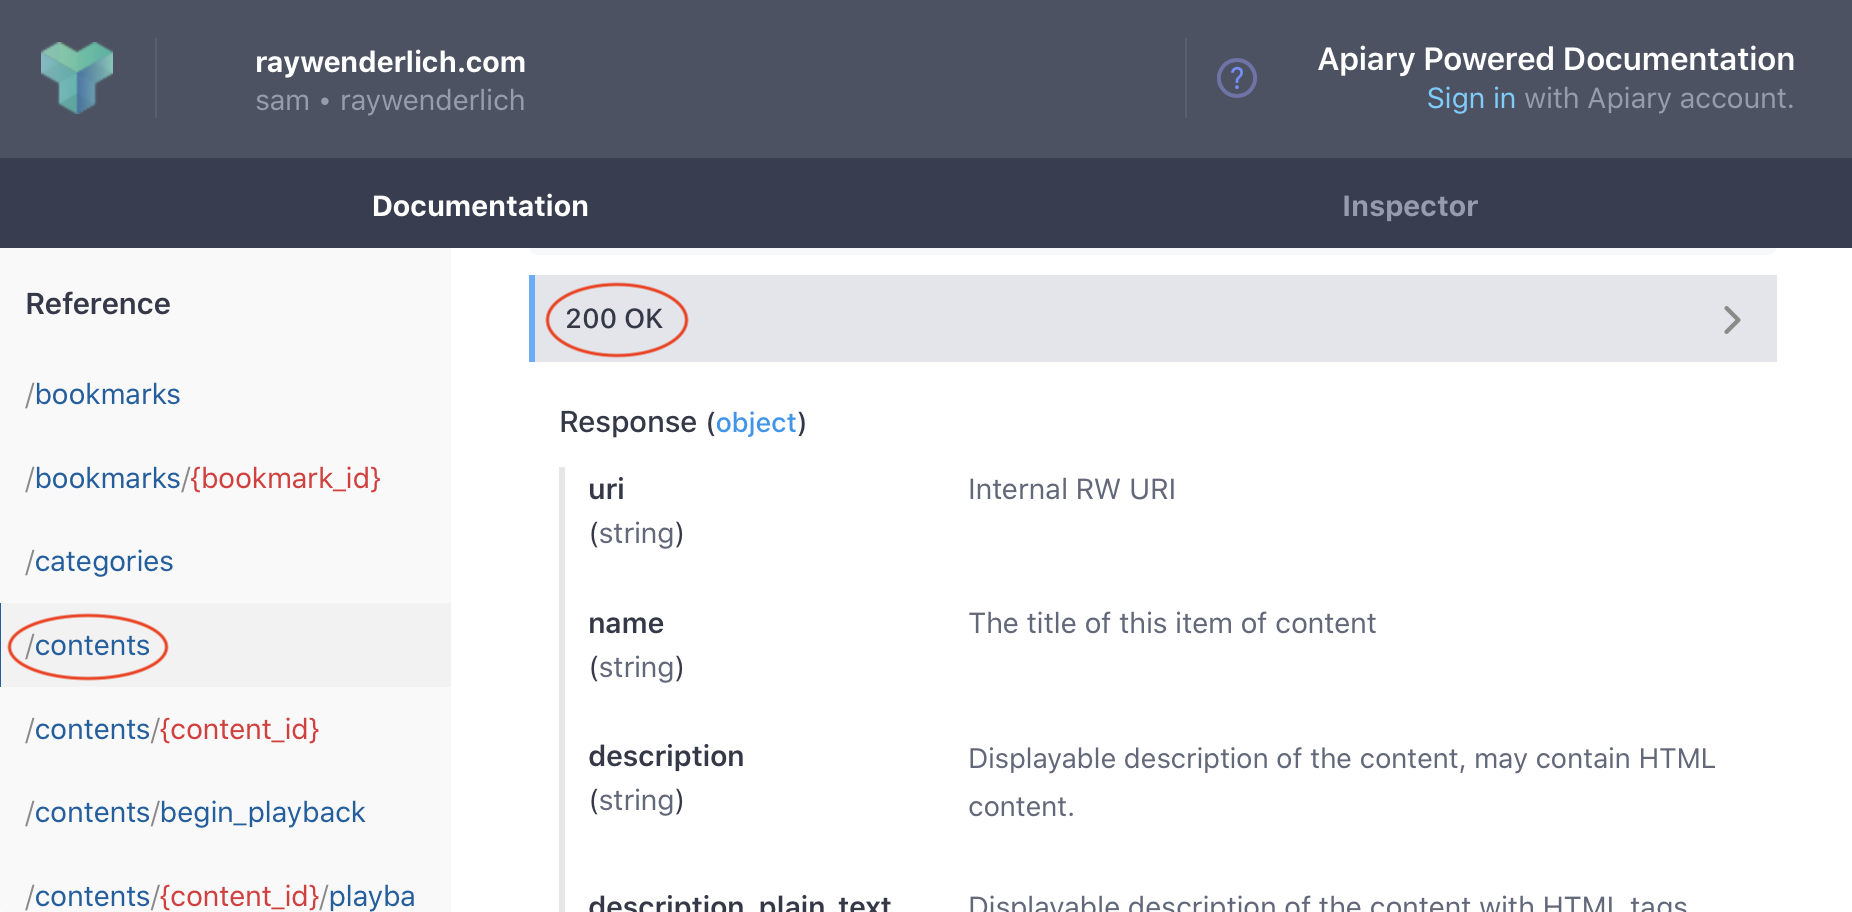 raywenderlich.com
sam • raywenderlich
?
Apiary Powered Documentation
Sign in with Apiary account.
Documentation
Inspector
Reference
/bookmarks
/bookmarks/{bookmark_id}
/categories
/contents
/contents/{content_id}
/contents/begin_playback
/contents/{content_id}/playba
200 OK
Response (object)
uri
(string)
Internal RW URI
name
(string)
The title of this item of content
description
(string)
Displayable description of the content, may contain HTML
content.
description_plain_text
Displayable description of the content with HTML tags